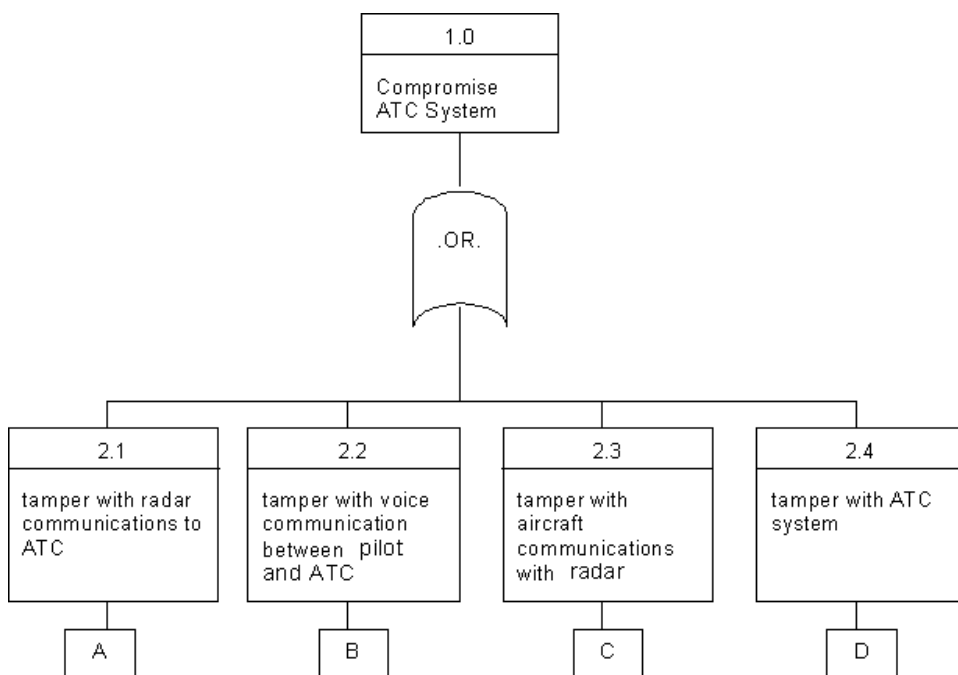 1.0
Compromise
ATC System
.OR.
2.1
tamper with radar
communications to
ATC
2.2
tamper with voice
communication
between pilot
and ATC
2.3
tamper with
aircraft
communications
with radar
2.4
tamper with ATC
system
A
B
C
D